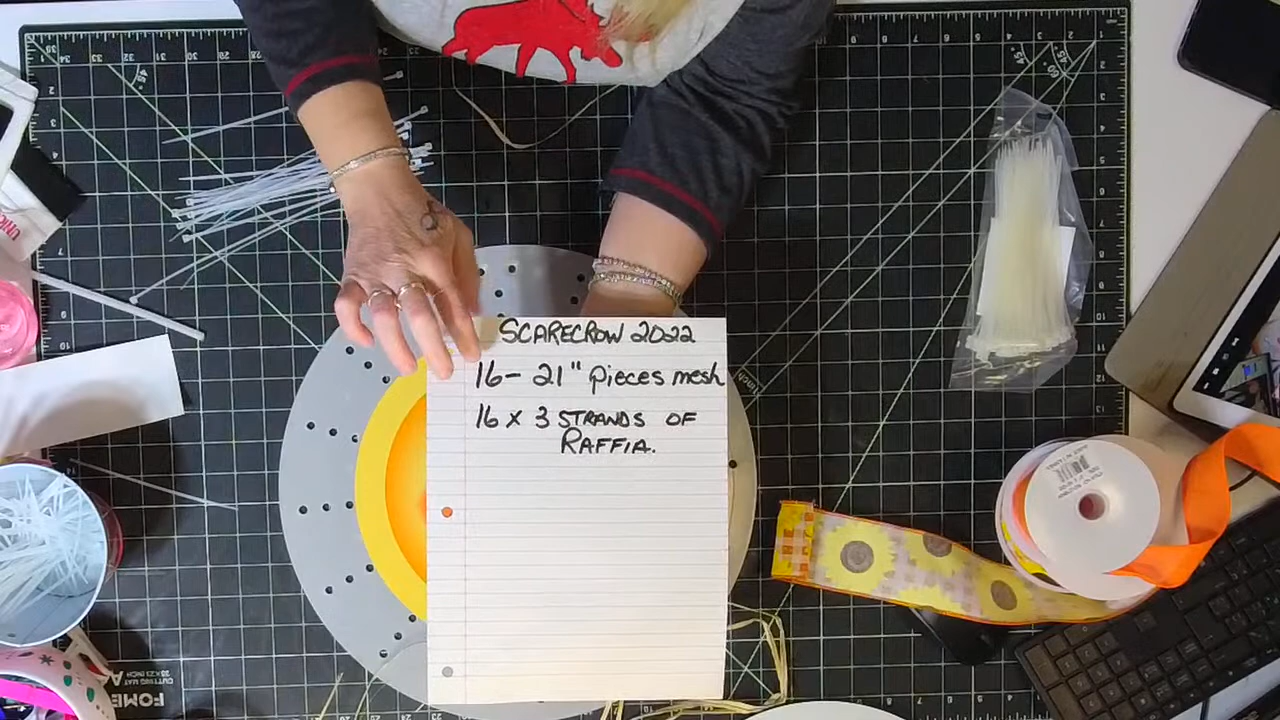 SCARECROW 2022
16- 21" pieces mesh
16 x 3 STRANDS OF
RAFFIA.